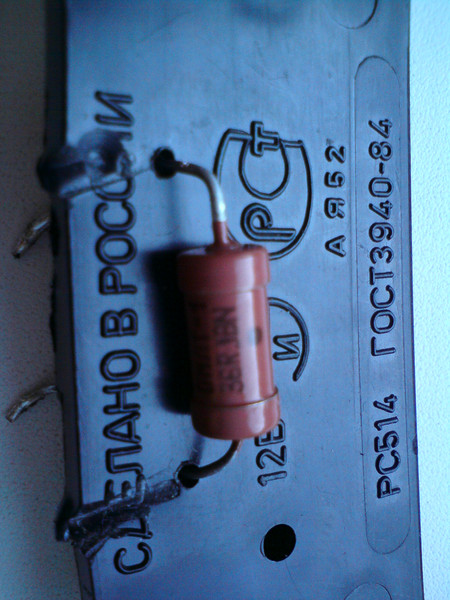 СДЕЛАНО В РОССИИ
РСТ
12В
И
А Я52
РС514 ГОСТ3940-84